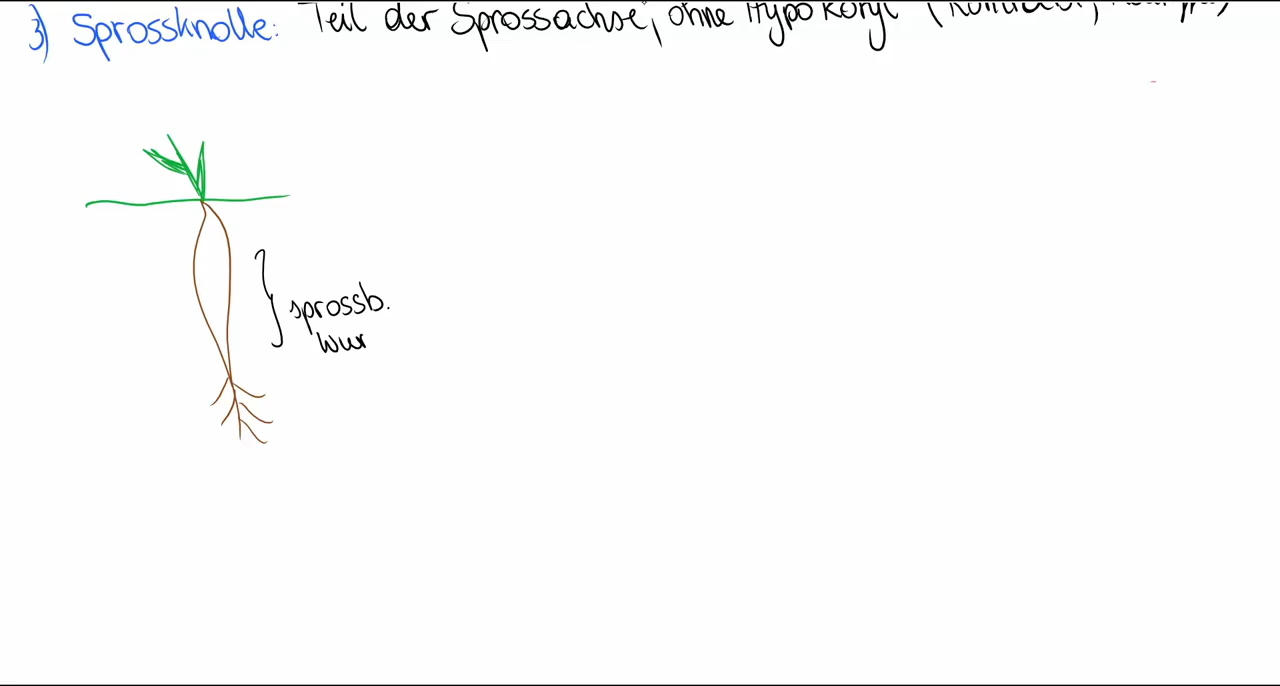 3) Sprossknolle: Teil der Sprossachse, ohne Hypokotyl (
sprossb.
Wur